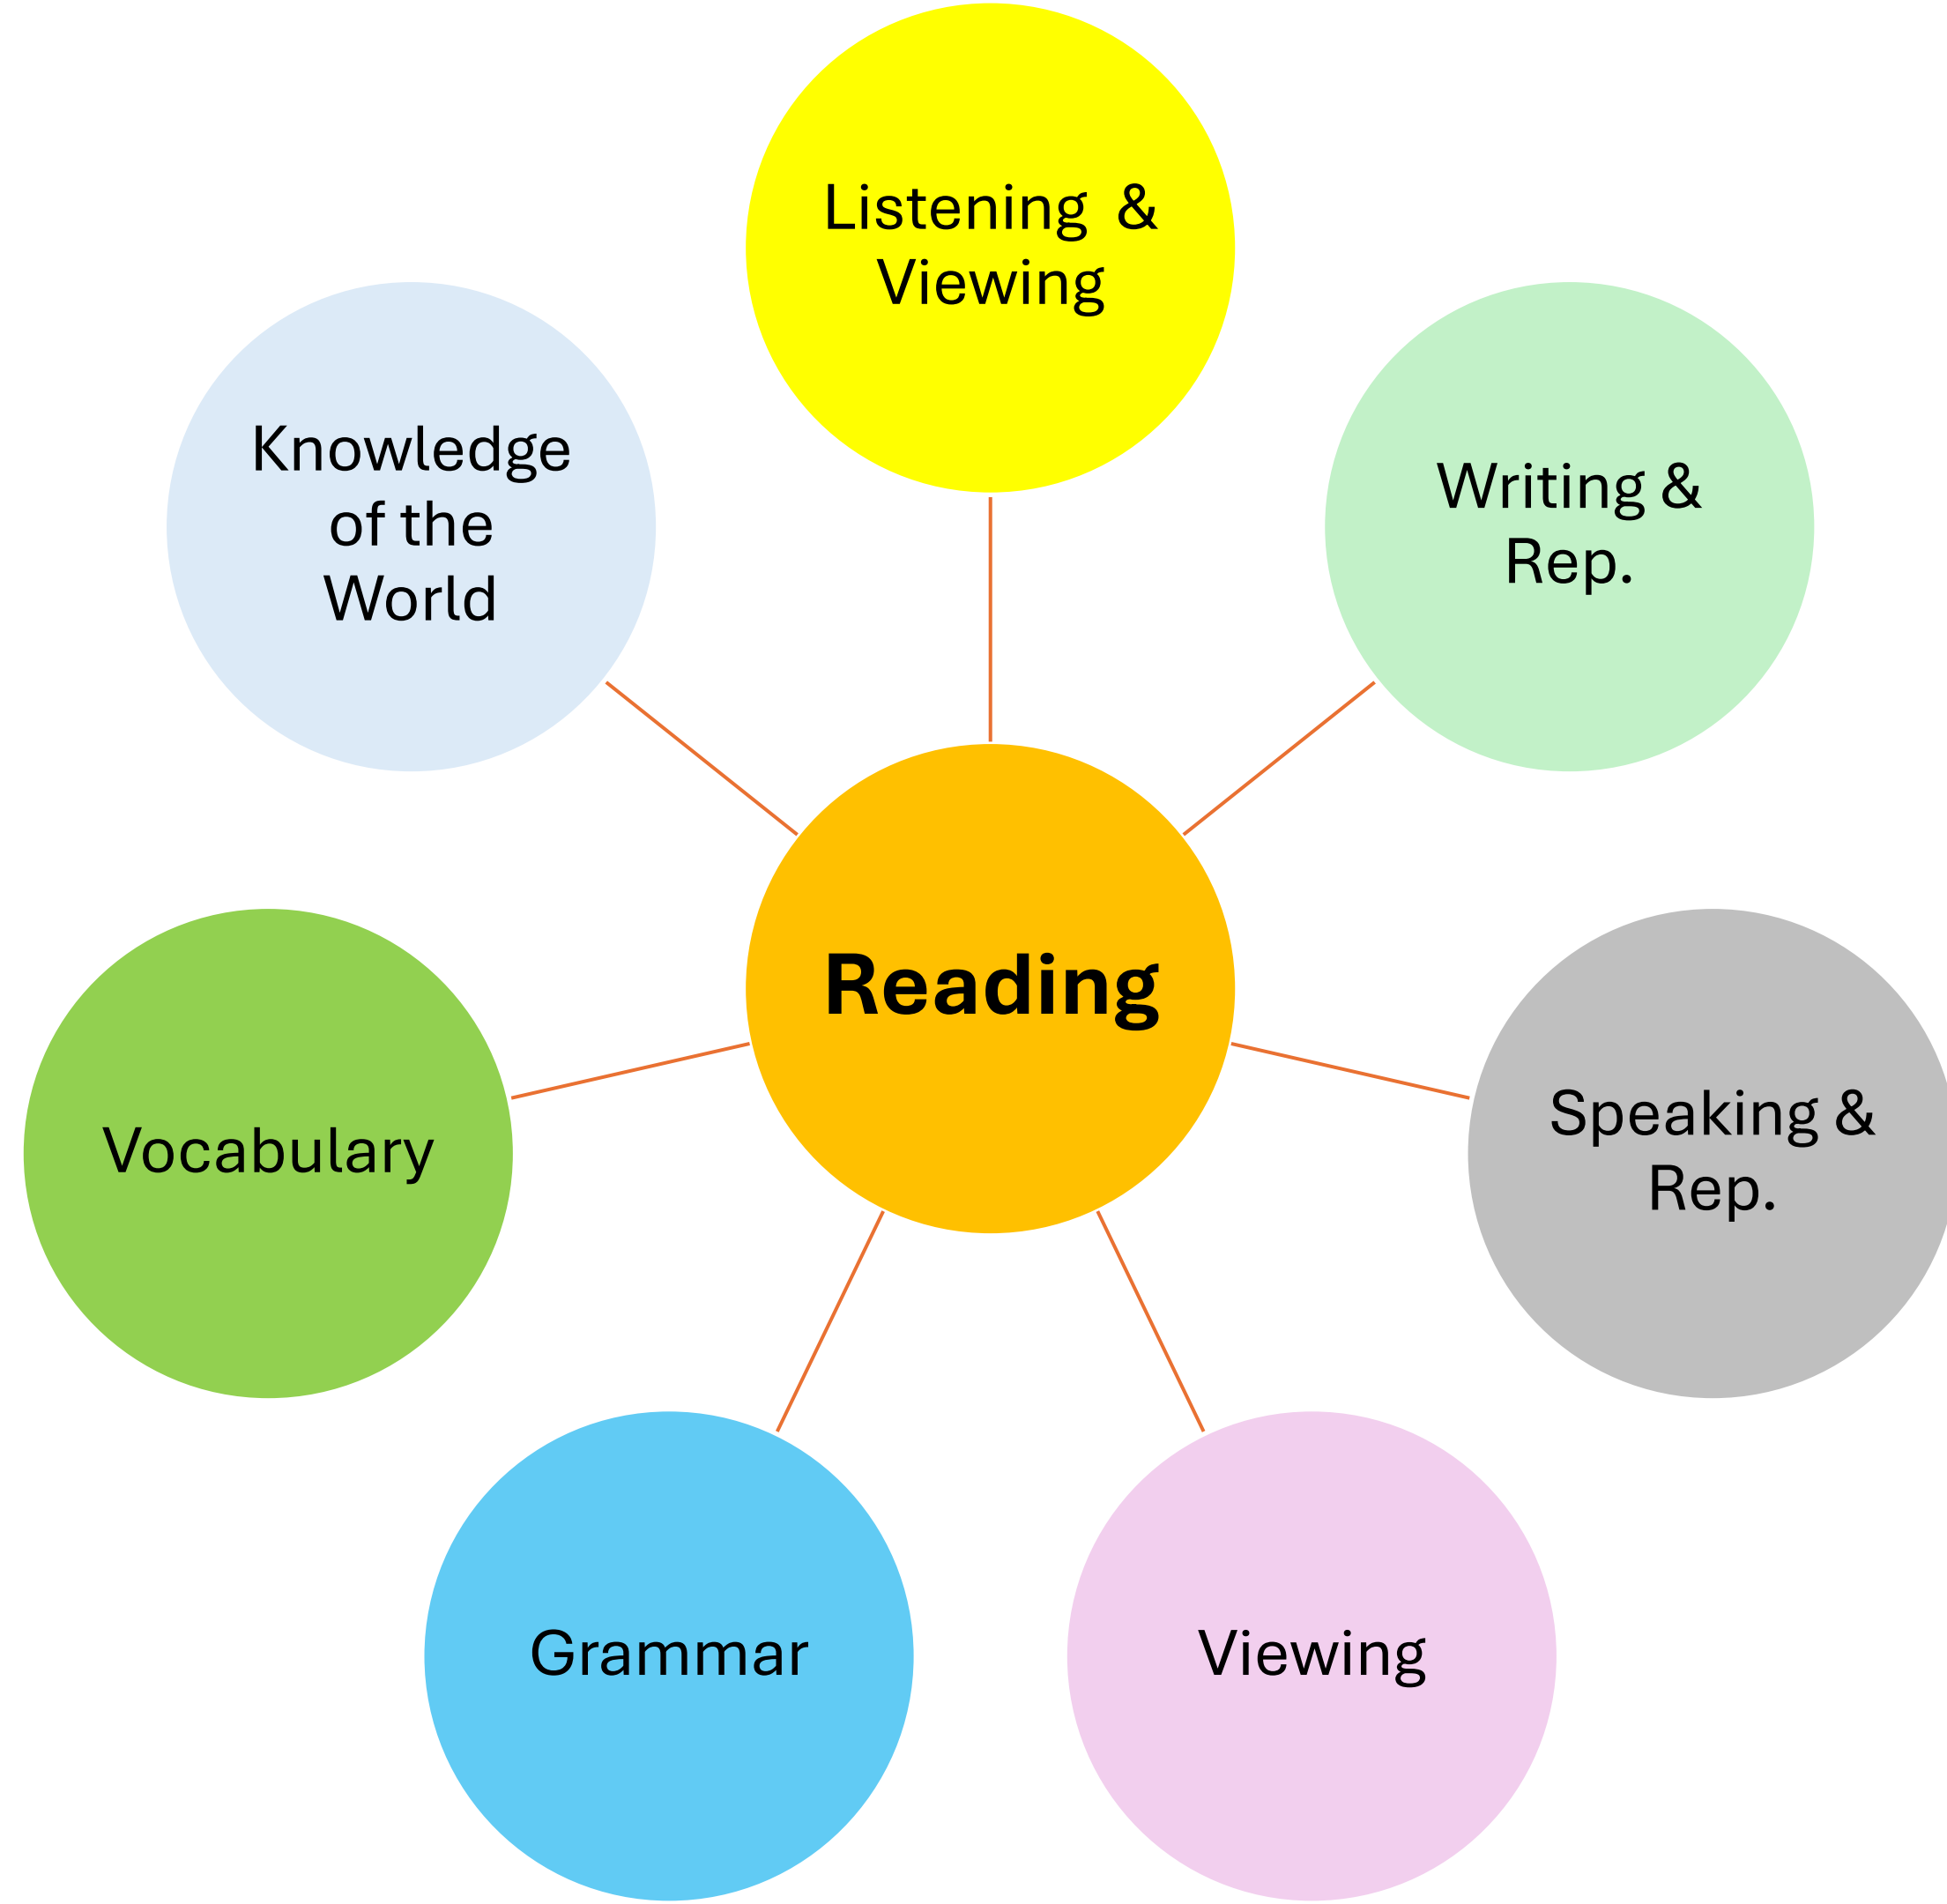 Listening &
Viewing
Knowledge
of the
World
Writing &
Rep.
Reading
Vocabulary
Speaking &
Rep.
Grammar
Viewing